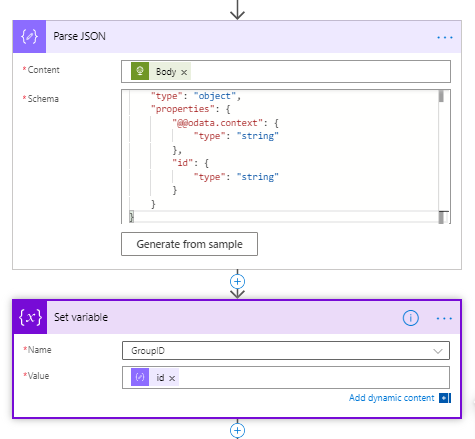 Parse JSON
* Content
Body
* Schema
"type": "object",
"properties": {
"@@odata.context": {
"type": "string"
},
"id": {
"type": "string"
}
}
}
Generate from sample
{x} Set variable
* Name
GroupID
* Value
id
Add dynamic content